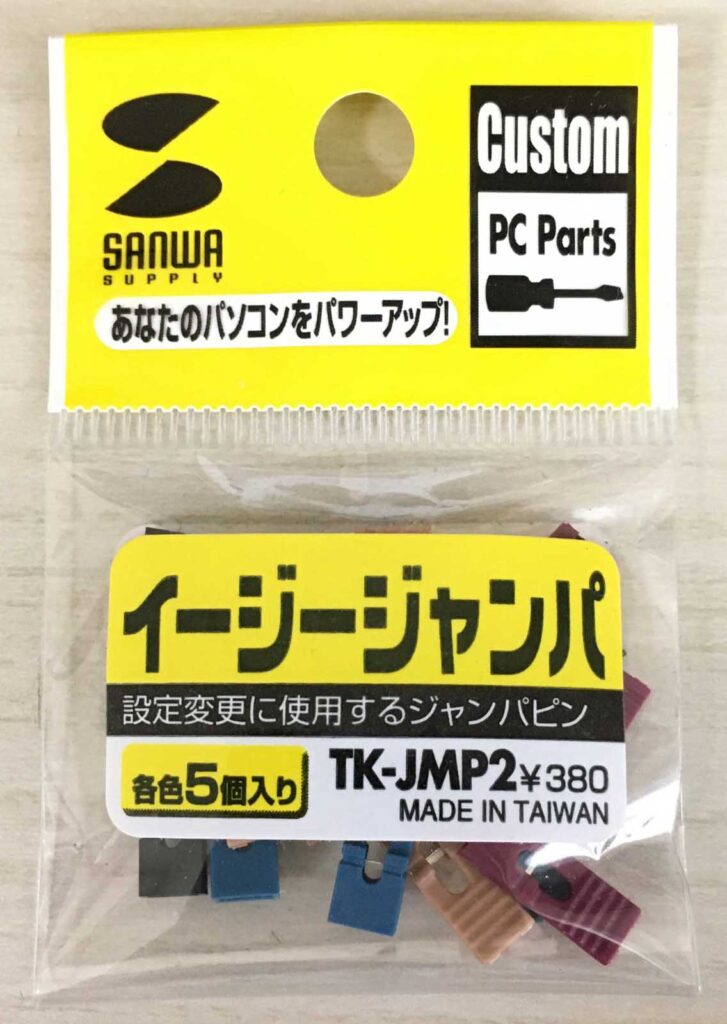 SANWA
SUPPLY
あなたのパソコンをパワーアップ!
Custom
PC Parts
イージージャンパ
設定変更に使用するジャンパピン
各色5個入り
TK-JMP2¥380
MADE IN TAIWAN